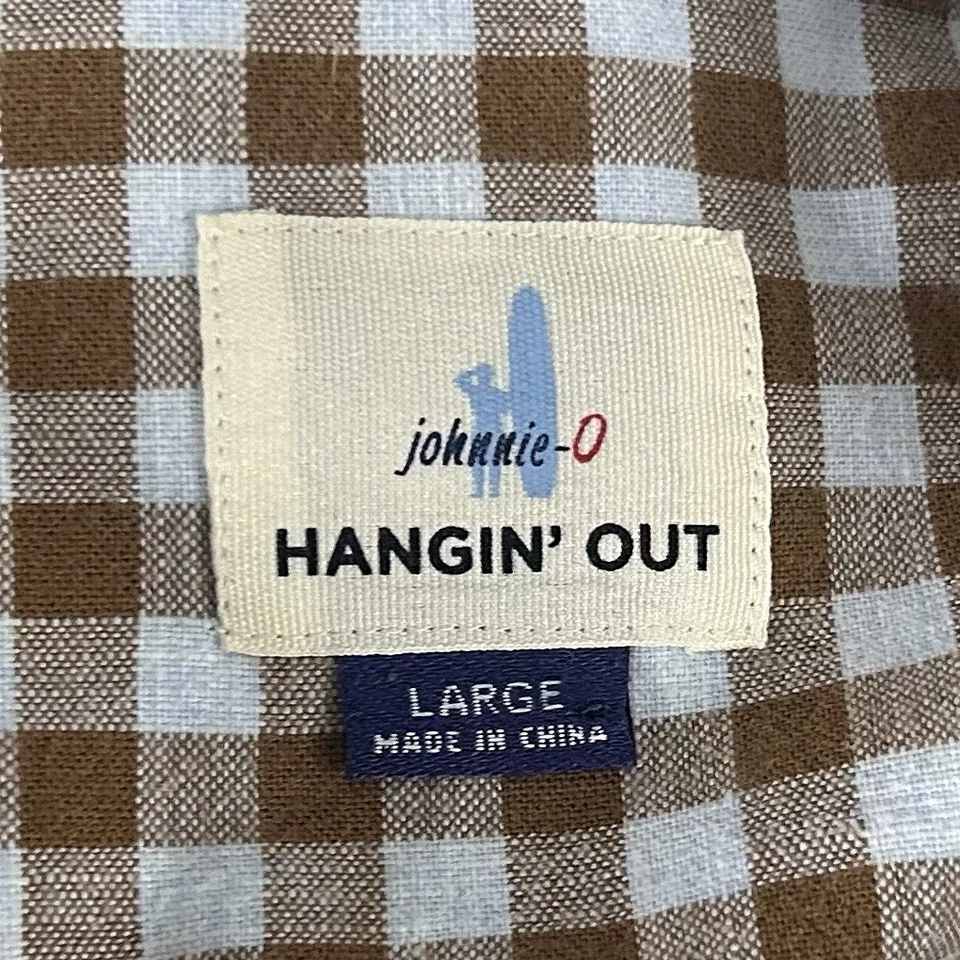 johnnie-O
HANGIN' OUT
LARGE
MADE IN CHINA